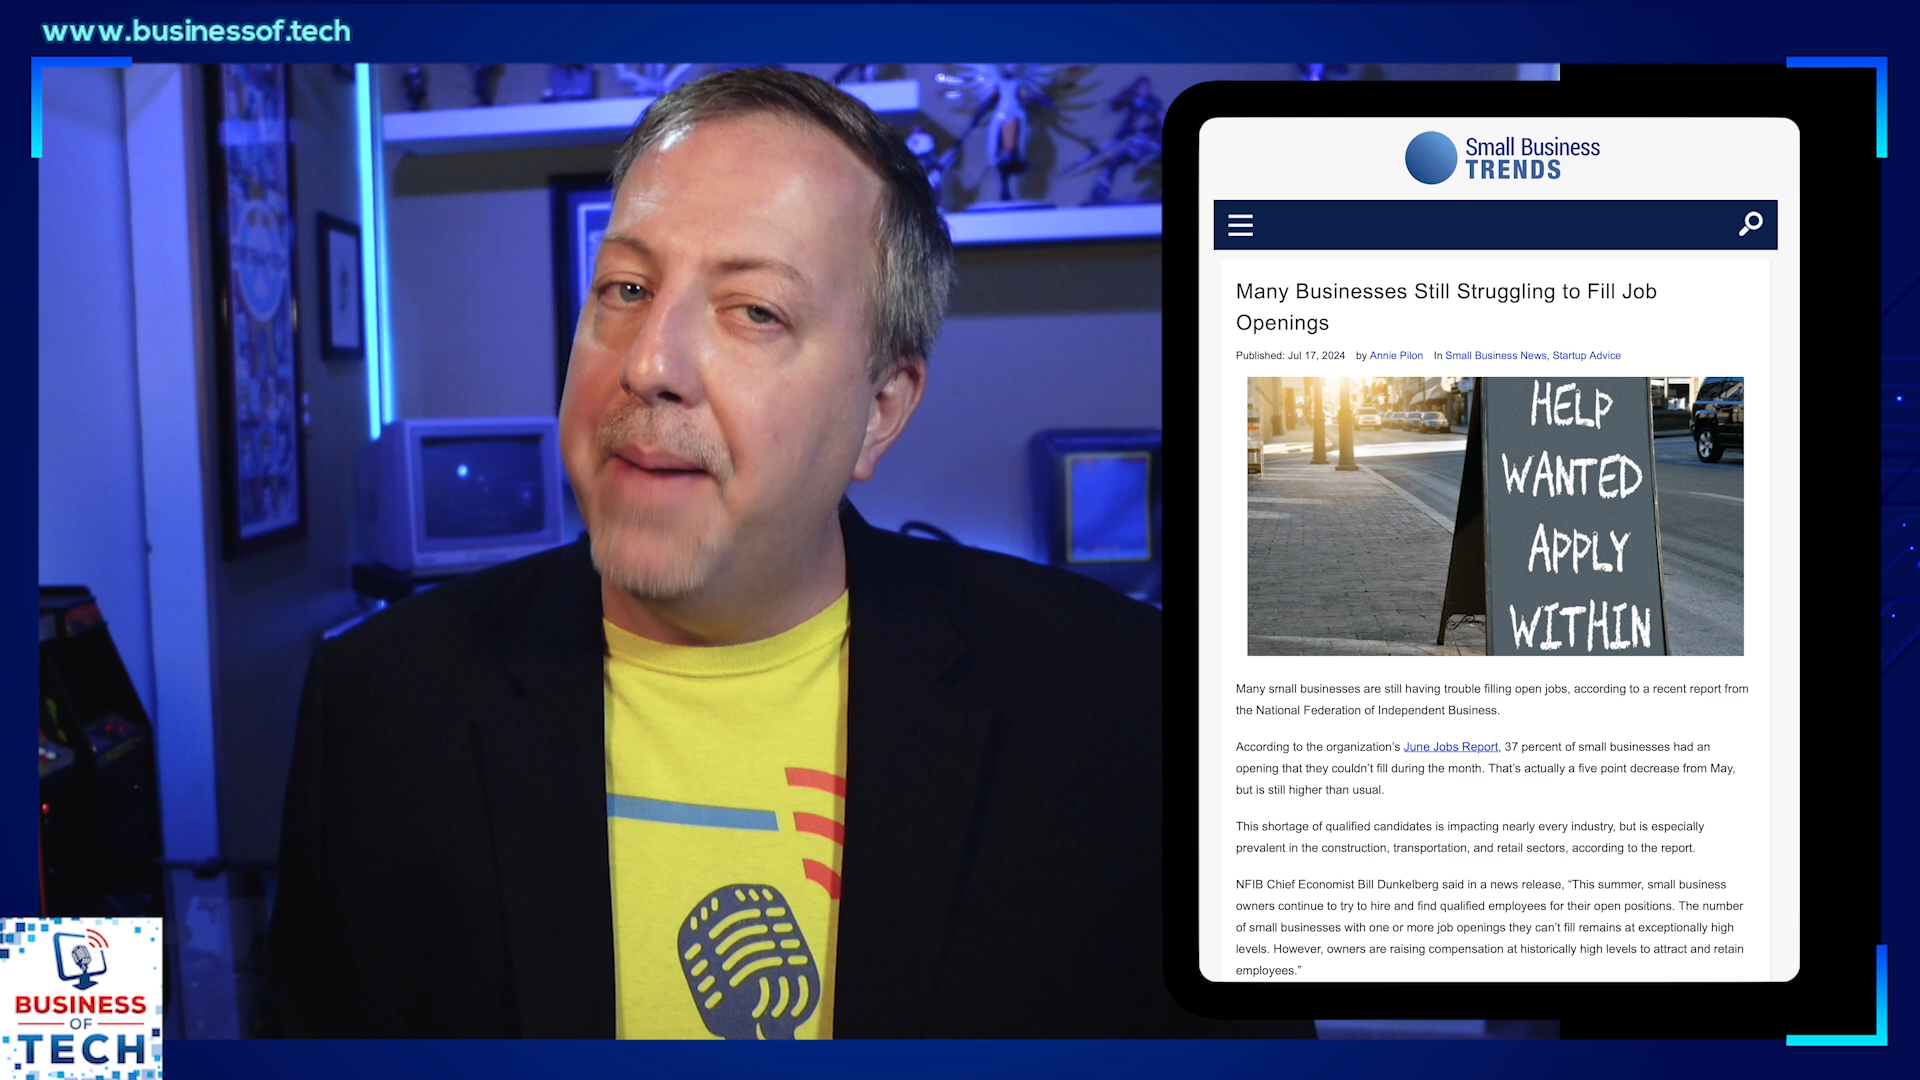 www.businessof.tech
Small Business
TRENDS
Many Businesses Still Struggling to Fill Job
Openings
Published: Jul 17, 2024 by Annie Pilon In Small Business News, Startup Advice
HELP
WANTED
APPLY
WITHIN
Many small businesses are still having trouble filling open jobs, according to a recent report from
the National Federation of Independent Business.
According to the organization's June Jobs Report, 37 percent of small businesses had an
opening that they couldn't fill during the month. That's actually a five point decrease from May,
but is still higher than usual.
This shortage of qualified candidates is impacting nearly every industry, but is especially
prevalent in the construction, transportation, and retail sectors, according to the report.
NFIB Chief Economist Bill Dunkelberg said in a news release, “This summer, small business
owners continue to try to hire and find qualified employees for their open positions. The number
of small businesses with one or more job openings they can't fill remains at exceptionally high
levels. However, owners are raising compensation at historically high levels to attract and retain
employees.”
BUSINESS
OF
TECH